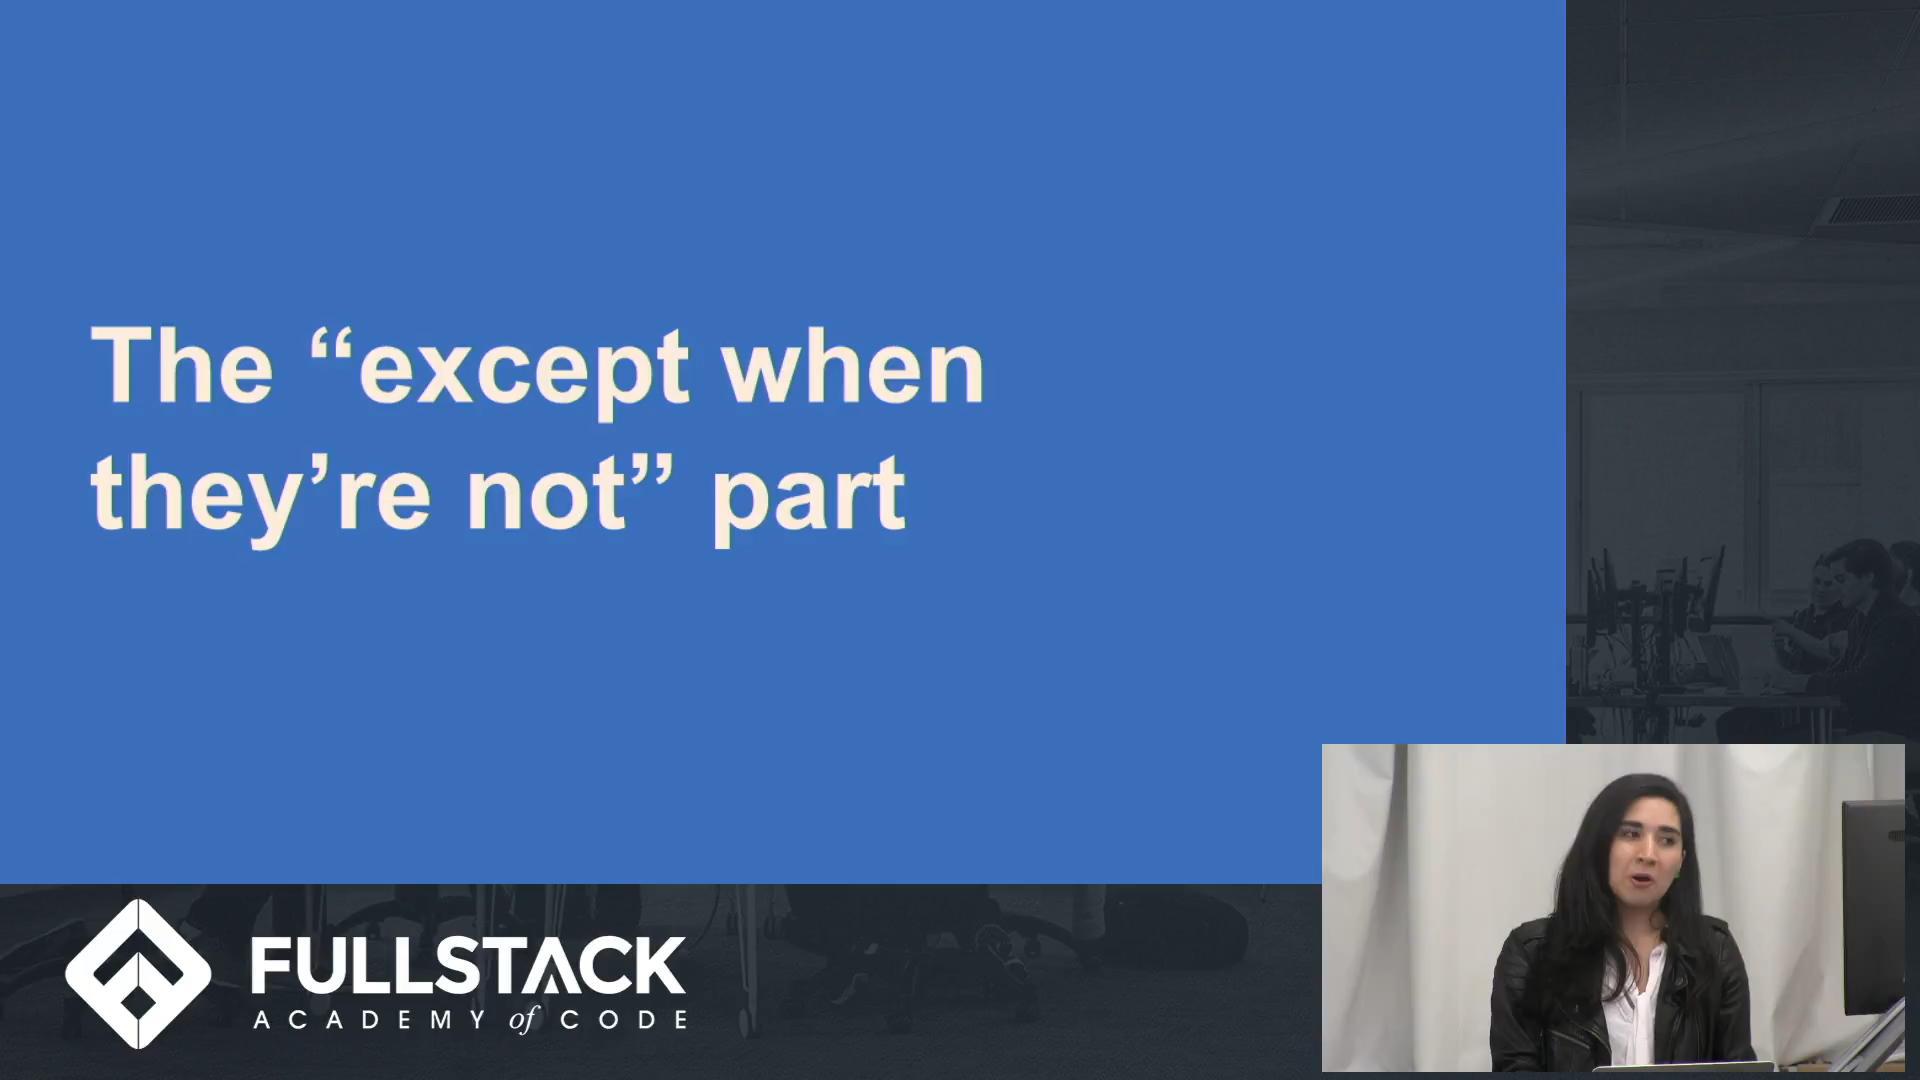 The “except when
they’re not” part
FULLSTACK
ACADEMY of CODE